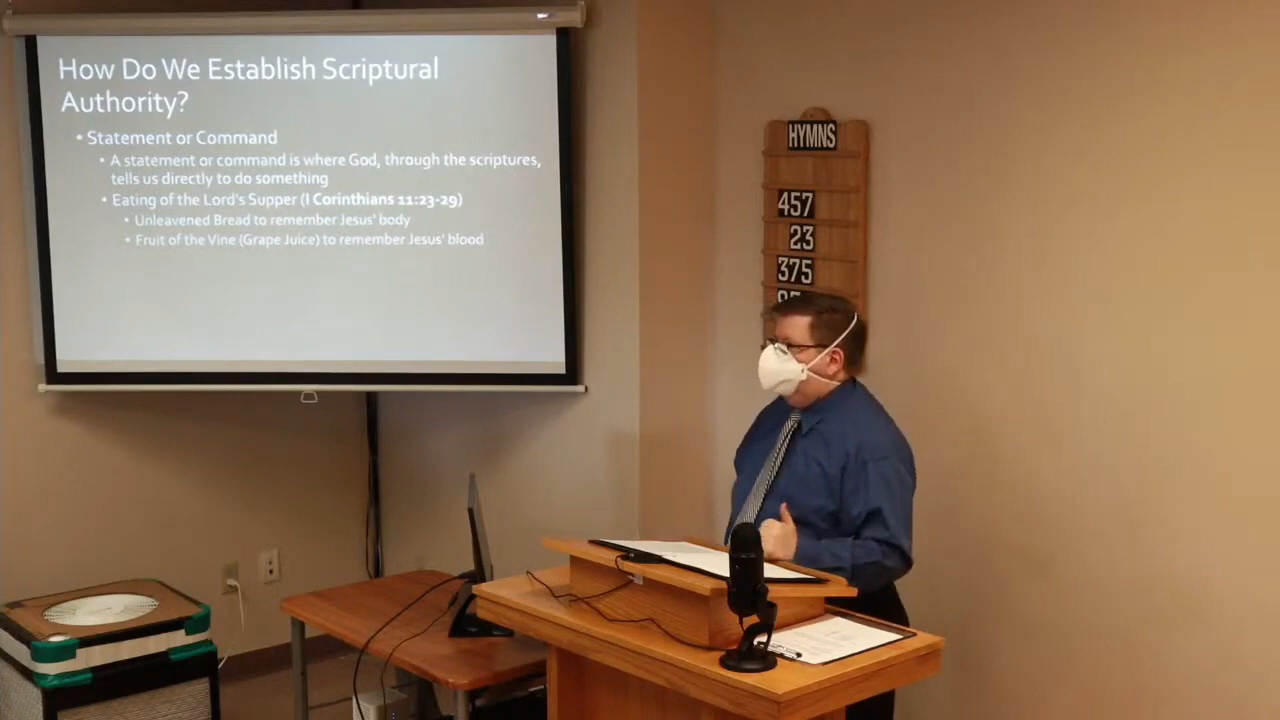 How Do We Establish Scriptural
Authority?
• Statement or Command
• A statement or command is where God, through the scriptures,
tells us directly to do something
• Eating of the Lord's Supper (I Corinthians 11:23-29)
• Unleavened Bread to remember Jesus' body
• Fruit of the Vine (Grape Juice) to remember Jesus' blood
HYMNS
457
23
375